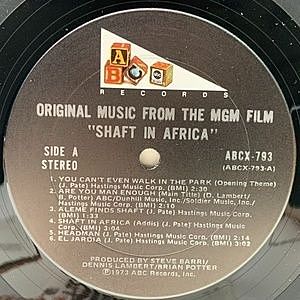 ABC
RECORDS
ORIGINAL MUSIC FROM THE MGM FILM
"SHAFT IN AFRICA"
SIDE A
STEREO
ABCX-793
(ABCX-793-A)
1. YOU CAN'T EVEN WALK IN THE PARK (Opening Theme)
(J. Pate) Hastings Music Corp. (BMI) 2:30
2. ARE YOU MAN ENOUGH (Main Title) (D. Lambert/
B. Potter) ABC/Dunhill Music, Inc./Soldier Music, Inc./
Hastings Music Corp. (BMI) 2:10
3. ALEME FINDS SHAFT (J. Pate) Hastings Music Corp.
(BMI) 1:33
4. SHAFT IN AFRICA (Addis) (J. Pate) Hastings Music
Corp. (BMI) 3:04
5. HEADMAN (J. Pate) Hastings Music Corp. (BMI) 2:14
6. EL JARDIA (J. Pate) Hastings Music Corp. (BMI) 3:02
PRODUCED BY STEVE BARRI/
DENNIS LAMBERT/BRIAN POTTER
℗1973 ABC Records, Inc.